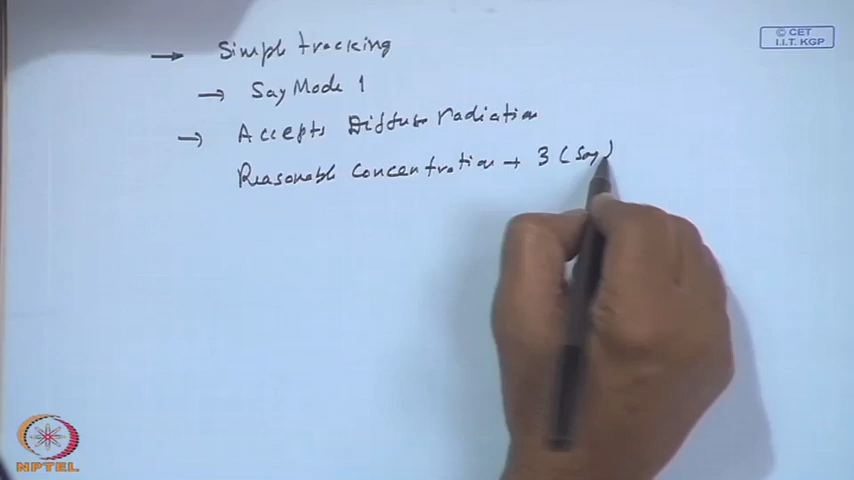 © CET
I.I.T. KGP
→ Simple tracking
→ Say Mode 1
→ Accepts Diffuse radiation
Reasonable Concentration → 3 (Say)
NPTEL